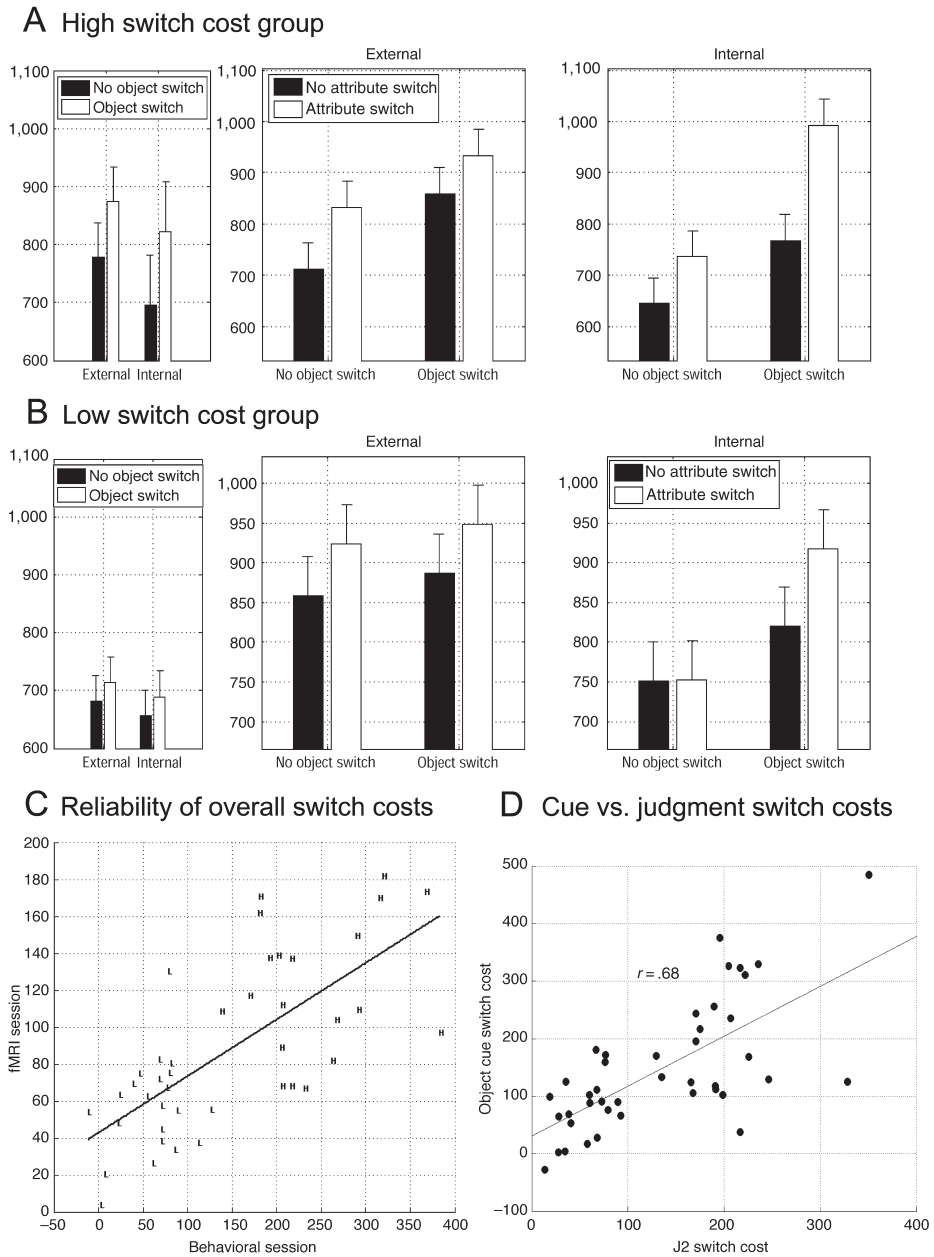 A High switch cost group
External
Internal
1,100
1,000
900
800
700
600
No object switch
Object switch
External Internal
1,100
1,000
900
800
700
600
No attribute switch
Attribute switch
No object switch Object switch
1,100
1,000
900
800
700
600
No object switch Object switch
B Low switch cost group
External
Internal
1,100
1,000
900
800
700
600
No object switch
Object switch
External Internal
1,000
950
900
850
800
750
700
No object switch Object switch
1,000
950
900
850
800
750
700
No attribute switch
Attribute switch
No object switch Object switch
C Reliability of overall switch costs
fMRI session
200
180
160
140
120
100
80
60
40
20
0
−50 0 50 100 150 200 250 300 350 400
Behavioral session
D Cue vs. judgment switch costs
Object cue switch cost
500
400
300
200
100
0
−100
r = .68
0 100 200 300 400
J2 switch cost